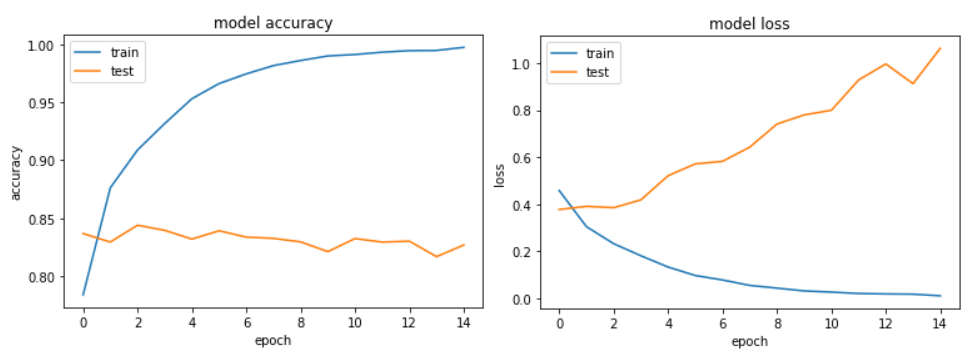 model accuracy
train
test
1.00
0.95
0.90
0.85
0.80
accuracy
0 2 4 6 8 10 12 14
epoch
model loss
train
test
1.0
0.8
0.6
0.4
0.2
0.0
loss
0 2 4 6 8 10 12 14
epoch